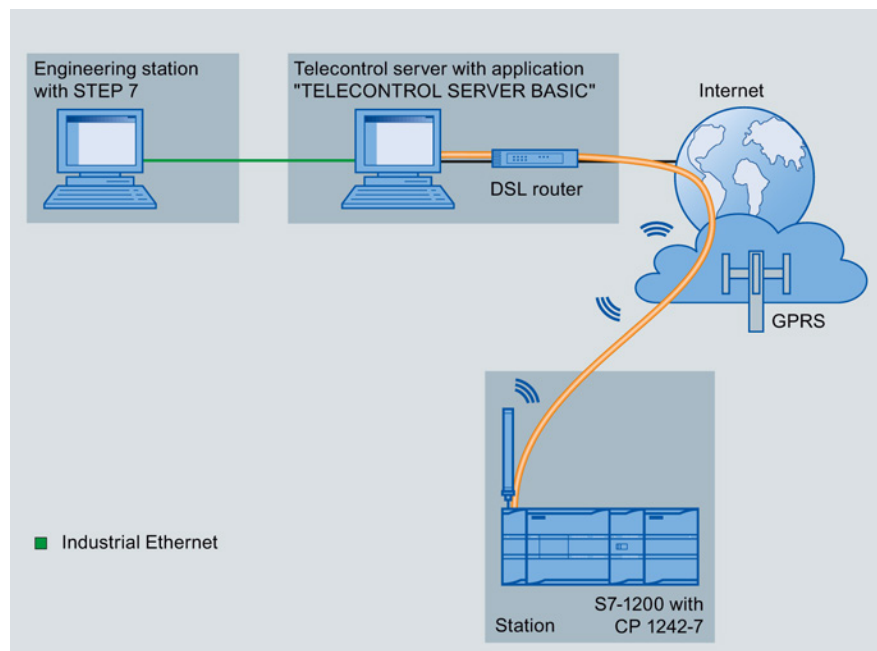 Engineering station
with STEP 7
Telecontrol server with application
"TELECONTROL SERVER BASIC"
Internet
DSL router
GPRS
Industrial Ethernet
S7-1200 with
CP 1242-7
Station